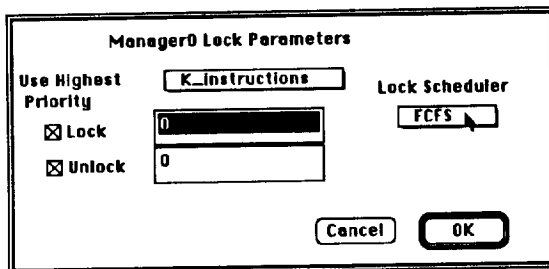 Manager0 Lock Parameters
Use Highest
Priority
K_instructions
Lock Scheduler
FCFS
Lock
0
Unlock
0
Cancel
OK